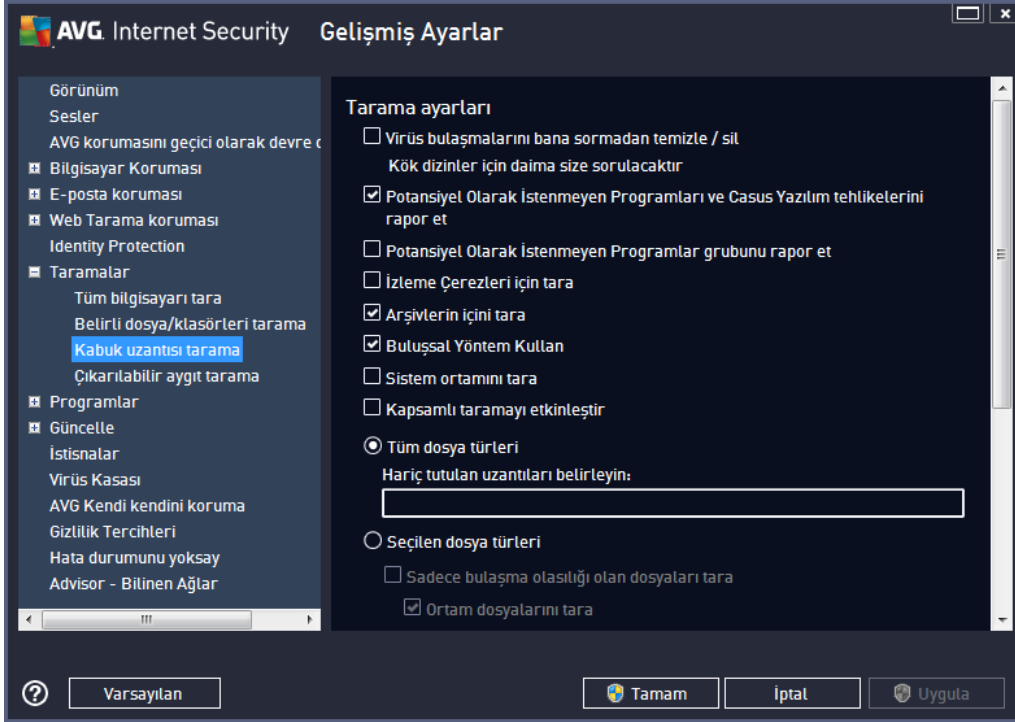 AVG Internet Security
Gelişmiş Ayarlar
Görünüm
Sesler
AVG korumasını geçici olarak devre
Bilgisayar Koruması
E-posta koruması
Web Tarama koruması
Identity Protection
Taramalar
Tüm bilgisayarı tara
Belirli dosya/klasörleri tarama
Kabuk uzantısı tarama
Çıkarılabilir aygıt tarama
Programlar
Güncelle
İstisnalar
Virüs Kasası
AVG Kendi kendini koruma
Gizlilik Tercihleri
Hata durumunu yoksay
Advisor - Bilinen Ağlar
Tarama ayarları
Virüs bulaşmalarını bana sormadan temizle / sil
Kök dizinler için daima size sorulacaktır
Potansiyel Olarak İstenmeyen Programları ve Casus Yazılım tehlikelerini
rapor et
Potansiyel Olarak İstenmeyen Programlar grubunu rapor et
İzleme Çerezleri için tara
Arşivlerin içini tara
Buluşsal Yöntem Kullan
Sistem ortamını tara
Kapsamlı taramayı etkinleştir
Tüm dosya türleri
Hariç tutulan uzantıları belirleyin:
Seçilen dosya türleri
Sadece bulaşma olasılığı olan dosyaları tara
Ortam dosyalarını tara
Varsayılan
Tamam
İptal
Uygula